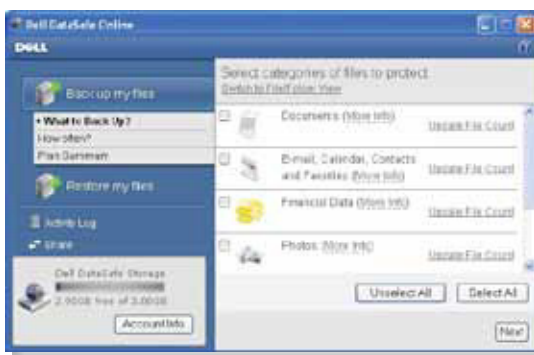 Dell DataSafe Online
DELL
Back up my files
• What to Back Up?
How often?
Plan Summary
Restore my files
Activity Log
Share
Dell DataSafe Storage
2.90GB free of 3.00GB
Account Info
Select categories of files to protect.
Switch to File/Folder View
Documents (More Info)
Update File Count
E-mail, Calendar, Contacts
and Favorites (More Info)
Update File Count
Financial Data (More Info)
Update File Count
Photos (More Info)
Update File Count
Unselect All
Select All
Next